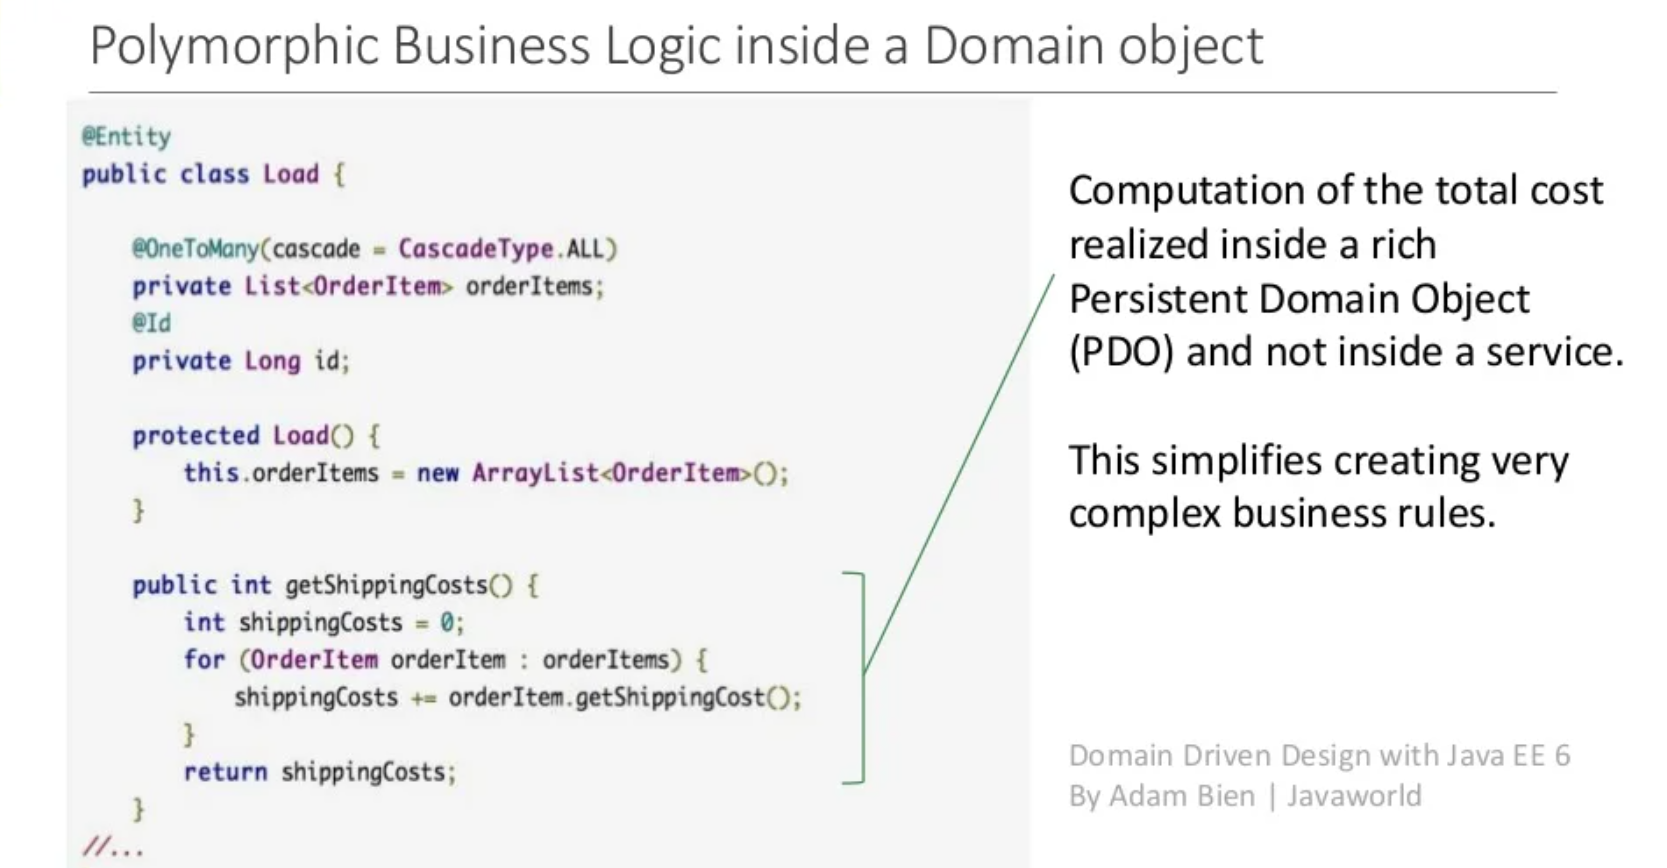 Polymorphic Business Logic inside a Domain object
@Entity
public class Load {
@OneToMany(cascade = CascadeType.ALL)
private List<OrderItem> orderItems;
@Id
private Long id;
protected Load() {
this.orderItems = new ArrayList<OrderItem>();
}
public int getShippingCosts() {
int shippingCosts = 0;
for (OrderItem orderItem : orderItems) {
shippingCosts += orderItem.getShippingCost();
}
return shippingCosts;
}
//...
Computation of the total cost
realized inside a rich
Persistent Domain Object
(PDO) and not inside a service.
This simplifies creating very
complex business rules.
Domain Driven Design with Java EE 6
By Adam Bien | Javaworld